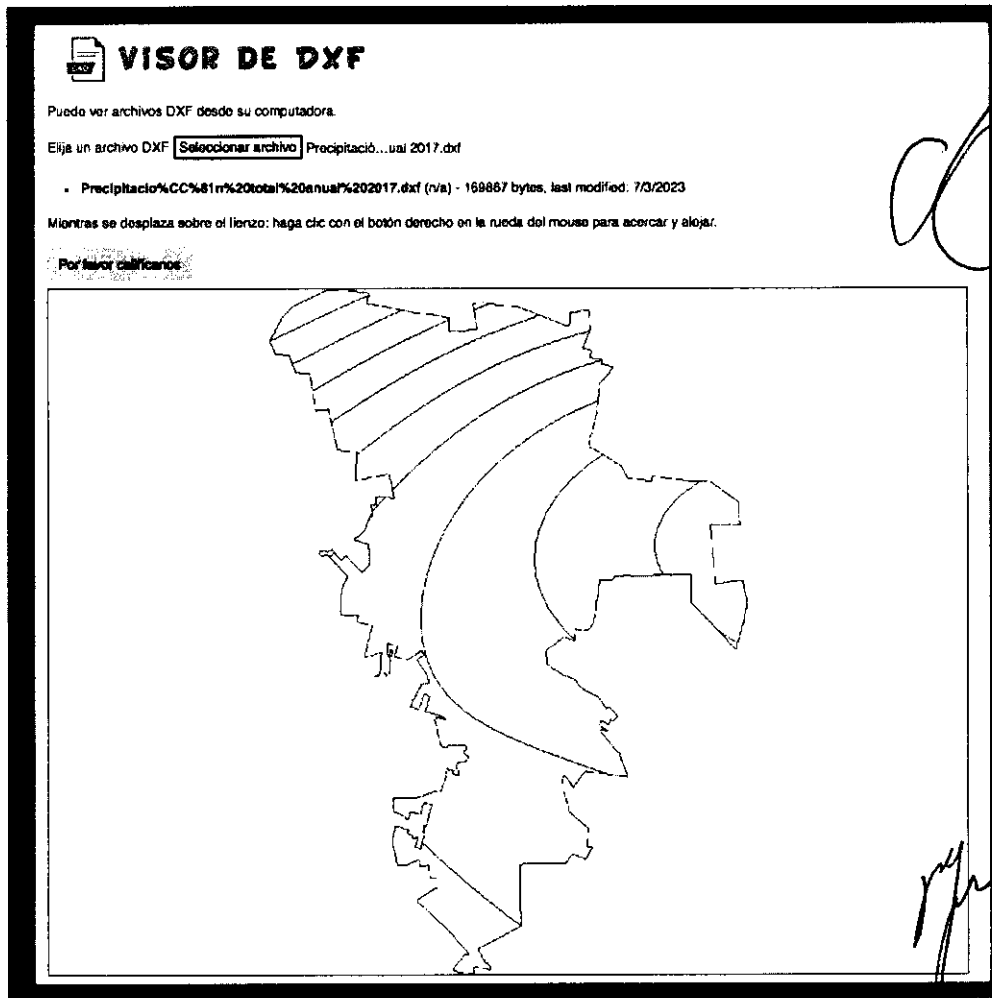 VISOR DE DXF
Puede ver archivos DXF desde su computadora.
Elija un archivo DXF Seleccionar archivo Precipitació...ual 2017.dxf
Precipitacio%CC%81n%20total%20anual%202017.dxf (n/a) - 169867 bytes, last modified: 7/3/2023
Mientras se desplaza sobre el lienzo: haga clic con el botón derecho en la rueda del mouse para acercar y alejar.
Por favor califícanos